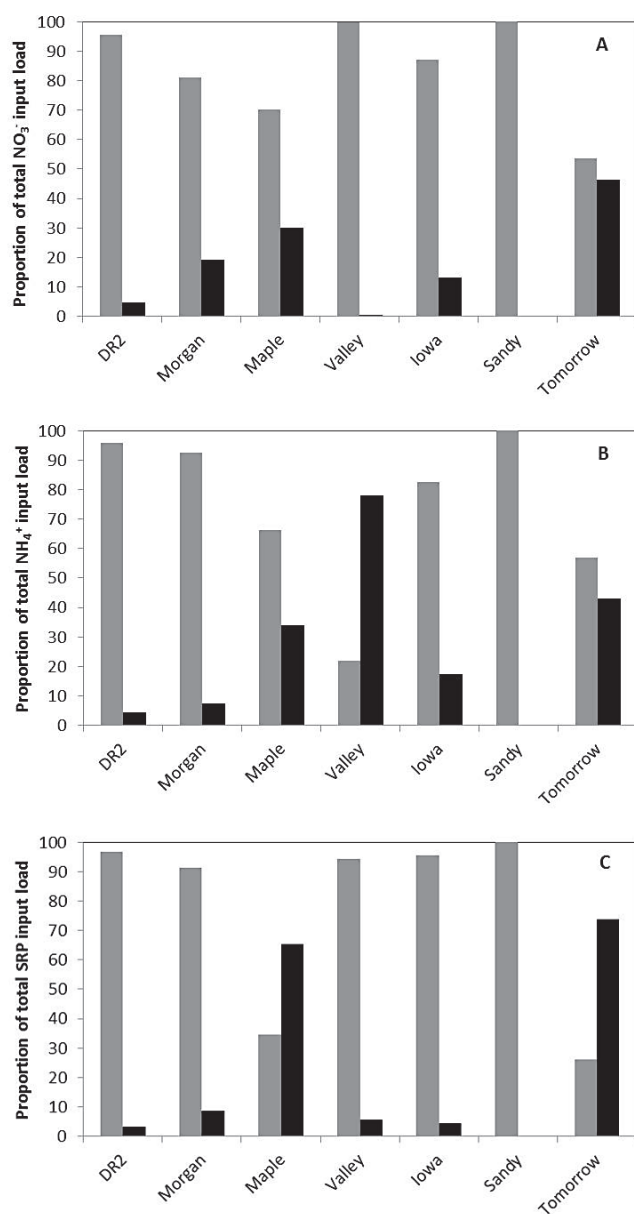 A
Proportion of total NO₃⁻ input load
100
90
80
70
60
50
40
30
20
10
0
DR2
Morgan
Maple
Valley
Iowa
Sandy
Tomorrow
B
Proportion of total NH₄⁺ input load
100
90
80
70
60
50
40
30
20
10
0
DR2
Morgan
Maple
Valley
Iowa
Sandy
Tomorrow
C
Proportion of total SRP input load
100
90
80
70
60
50
40
30
20
10
0
DR2
Morgan
Maple
Valley
Iowa
Sandy
Tomorrow